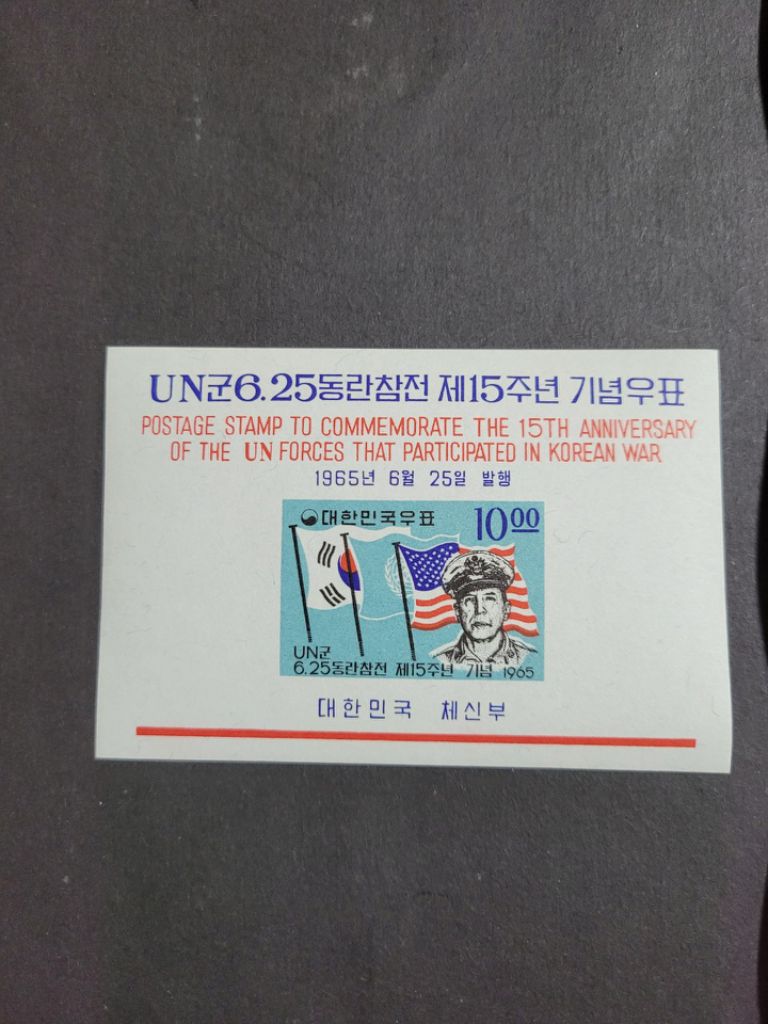 UN군6.25동란참전 제15주년 기념우표
POSTAGE STAMP TO COMMEMORATE THE 15TH ANNIVERSARY
OF THE UN FORCES THAT PARTICIPATED IN KOREAN WAR
1965년 6월 25일 발행
대한민국우표 1000
UN군
6.25동란참전 제15주년 기념 1965
대한민국 체신부